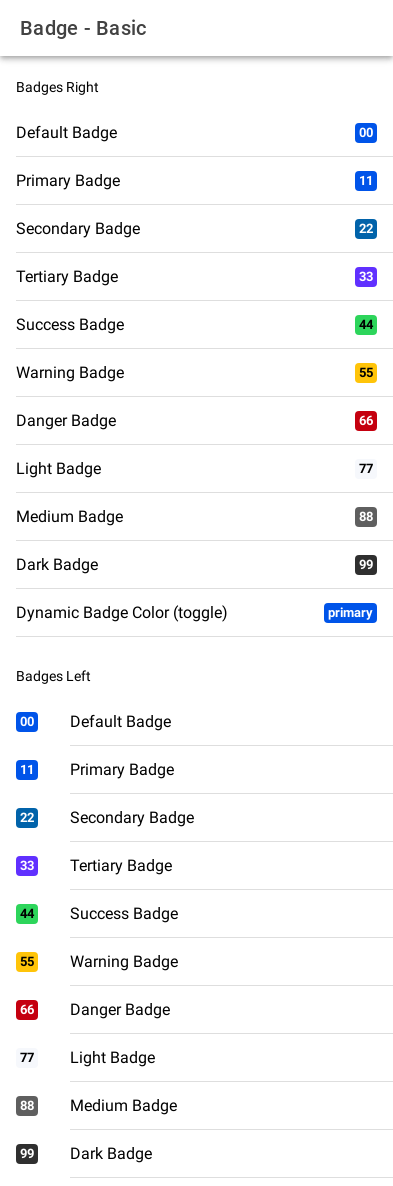 Badge - Basic
Badges Right
Default Badge 00
Primary Badge 11
Secondary Badge 22
Tertiary Badge 33
Success Badge 44
Warning Badge 55
Danger Badge 66
Light Badge 77
Medium Badge 88
Dark Badge 99
Dynamic Badge Color (toggle) primary
Badges Left
00 Default Badge
11 Primary Badge
22 Secondary Badge
33 Tertiary Badge
44 Success Badge
55 Warning Badge
66 Danger Badge
77 Light Badge
88 Medium Badge
99 Dark Badge